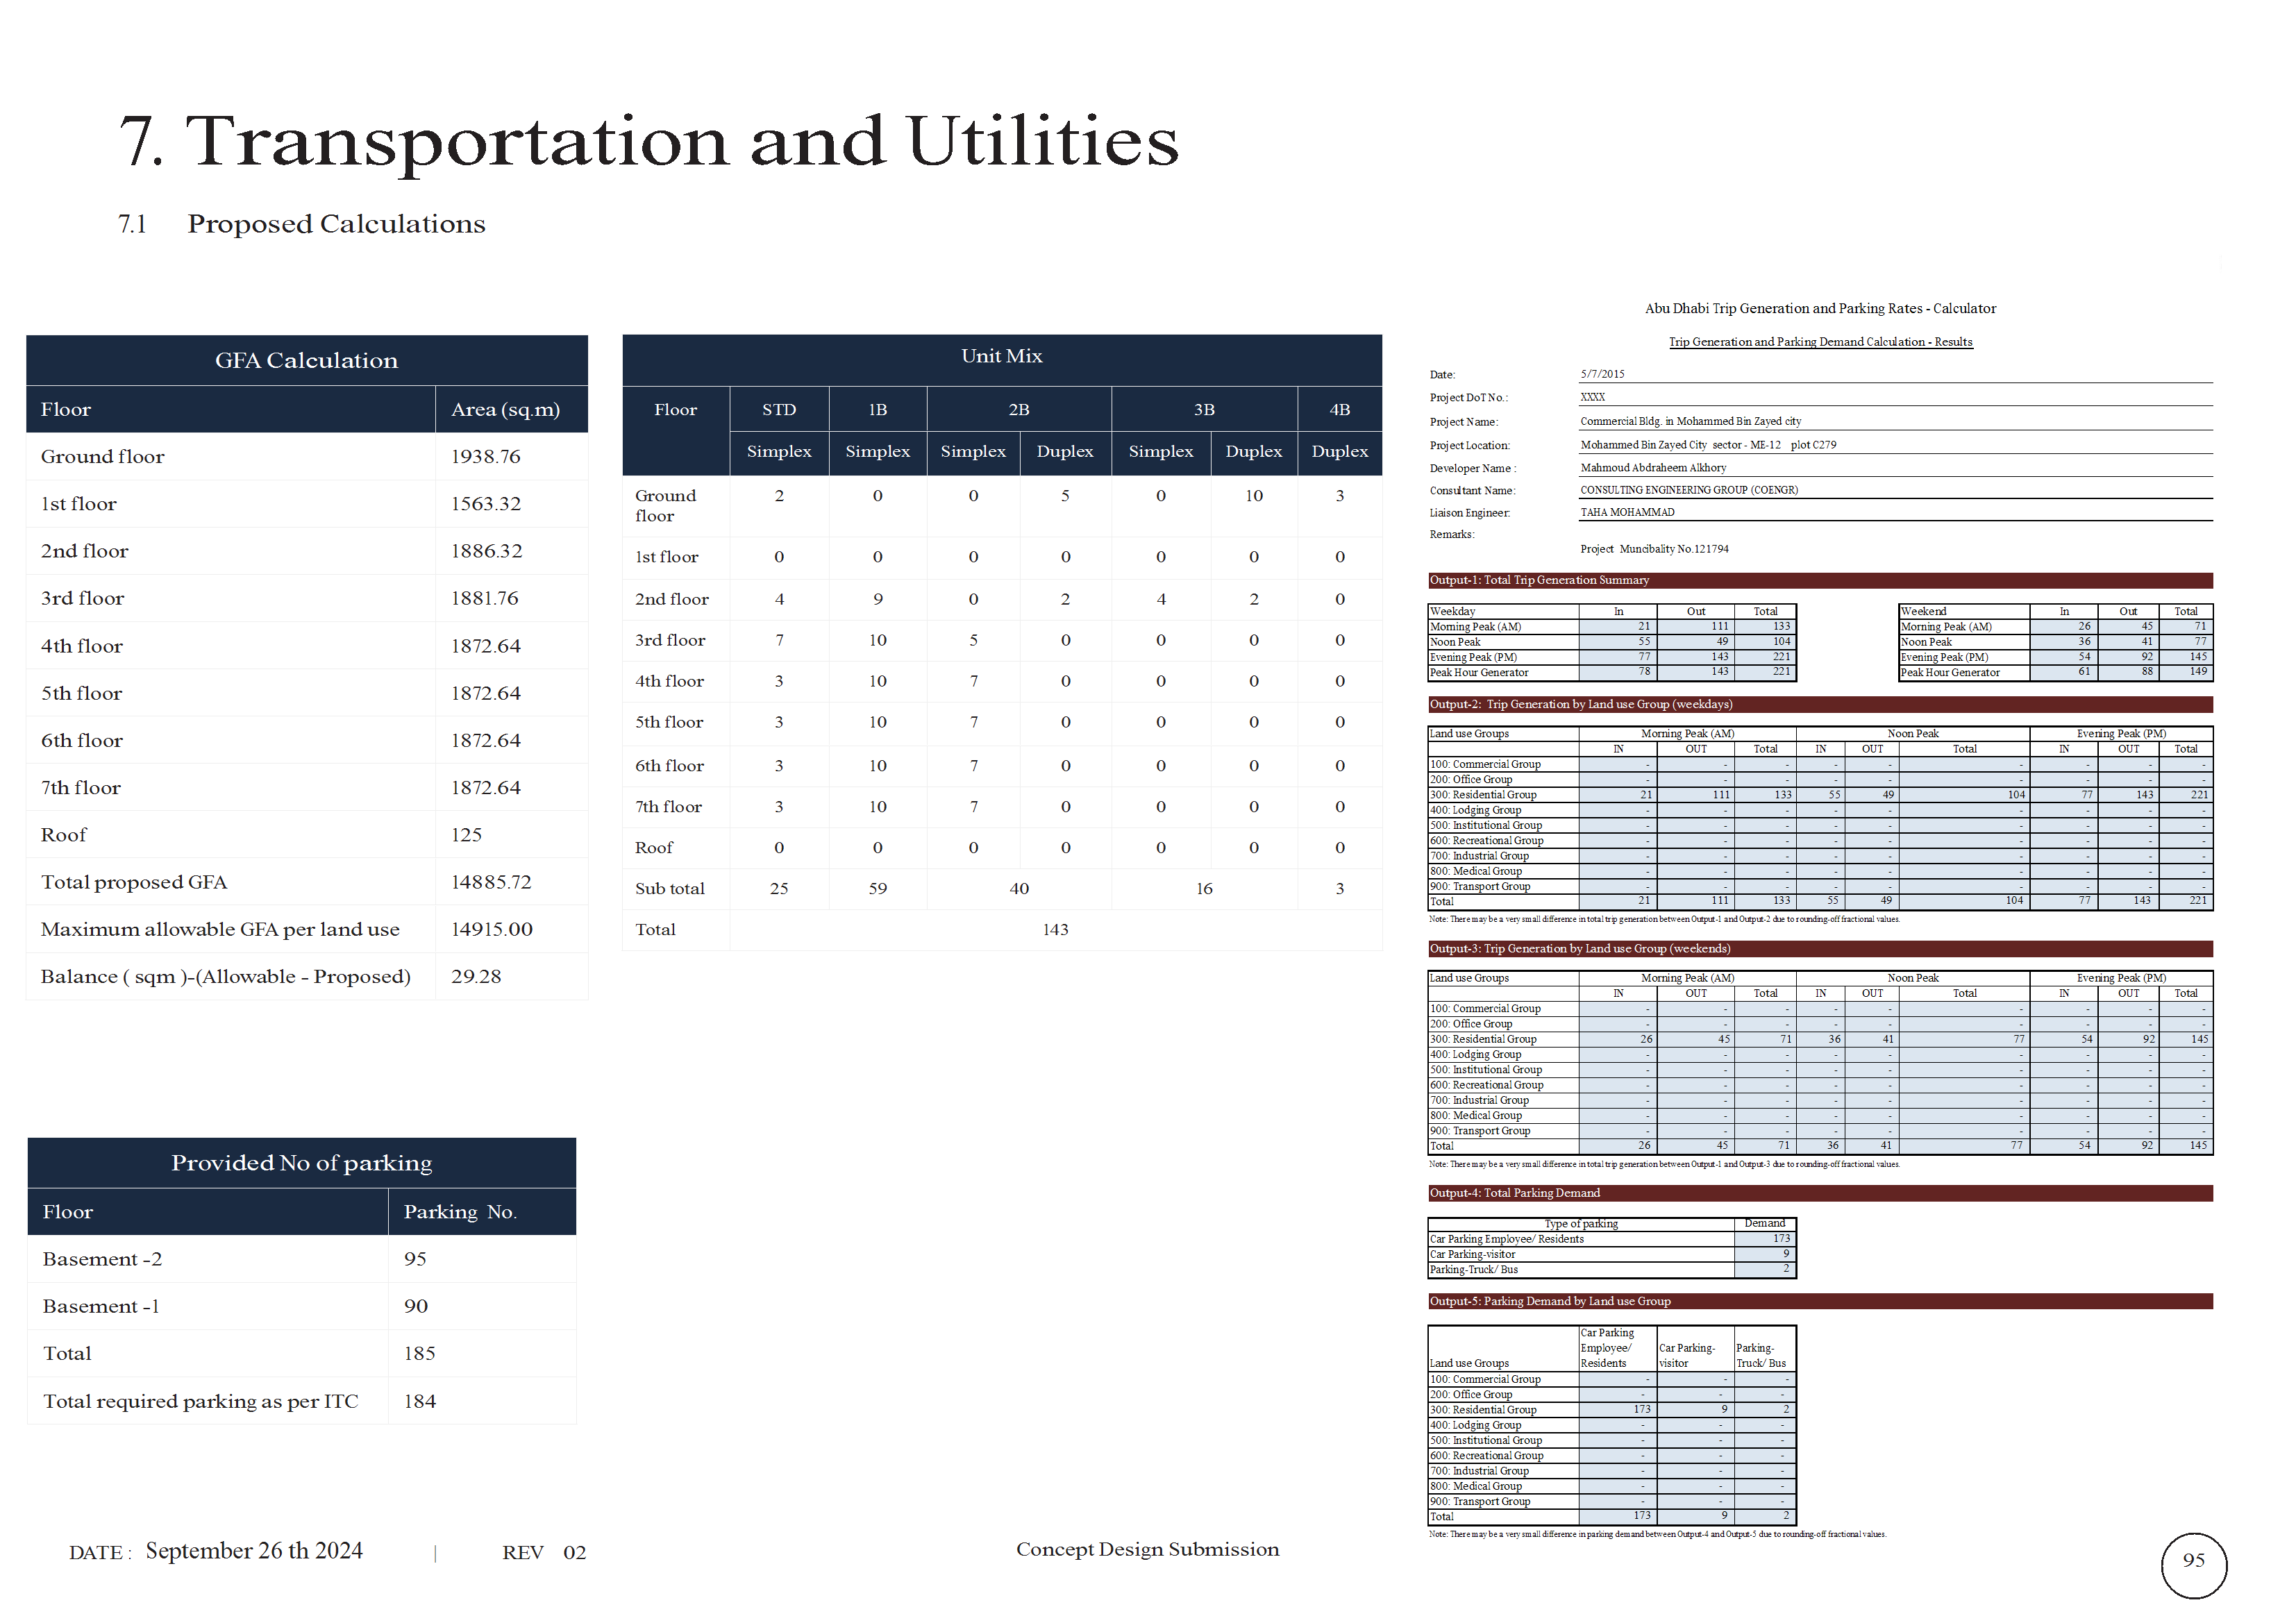 7. Transportation and Utilities
7.1 Proposed Calculations
GFA Calculation
Floor Area (sq.m)
Ground floor 1938.76
1st floor 1563.32
2nd floor 1886.32
3rd floor 1881.76
4th floor 1872.64
5th floor 1872.64
6th floor 1872.64
7th floor 1872.64
Roof 125
Total proposed GFA 14885.72
Maximum allowable GFA per land use 14915.00
Balance ( sqm )-(Allowable - Proposed) 29.28
Unit Mix
Floor STD 1B 2B 3B 4B
Simplex Simplex Simplex Duplex Simplex Duplex Duplex
Ground floor 2 0 0 5 0 10 3
1st floor 0 0 0 0 0 0 0
2nd floor 4 9 0 2 4 2 0
3rd floor 7 10 5 0 0 0 0
4th floor 3 10 7 0 0 0 0
5th floor 3 10 7 0 0 0 0
6th floor 3 10 7 0 0 0 0
7th floor 3 10 7 0 0 0 0
Roof 0 0 0 0 0 0 0
Sub total 25 59 40 16 3
Total 143
Provided No of parking
Floor Parking No.
Basement -2 95
Basement -1 90
Total 185
Total required parking as per ITC 184
Abu Dhabi Trip Generation and Parking Rates - Calculator
Trip Generation and Parking Demand Calculation - Results
Date: 5/7/2015
Project DoT No.: XXXX
Project Name: Commercial Bldg. in Mohammed Bin Zayed city
Project Location: Mohammed Bin Zayed City sector - ME-12 plot C279
Developer Name : Mahmoud Abdraheem Alkhory
Consultant Name: CONSULTING ENGINEERING GROUP (COENGR)
Liaison Engineer: TAHA MOHAMMAD
Remarks:
Project Muncibality No.121794
Output-1: Total Trip Generation Summary
Weekday In Out Total
Morning Peak (AM) 21 111 133
Noon Peak 55 49 104
Evening Peak (PM) 77 143 221
Peak Hour Generator 78 143 221
Weekend In Out Total
Morning Peak (AM) 26 45 71
Noon Peak 36 41 77
Evening Peak (PM) 54 92 145
Peak Hour Generator 61 88 149
Output-2: Trip Generation by Land use Group (weekdays)
Land use Groups Morning Peak (AM) Noon Peak Evening Peak (PM)
IN OUT Total IN OUT Total IN OUT Total
100: Commercial Group - - - - - - - - -
200: Office Group - - - - - - - - -
300: Residential Group 21 111 133 55 49 104 77 143 221
400: Lodging Group - - - - - - - - -
500: Institutional Group - - - - - - - - -
600: Recreational Group - - - - - - - - -
700: Industrial Group - - - - - - - - -
800: Medical Group - - - - - - - - -
900: Transport Group - - - - - - - - -
Total 21 111 133 55 49 104 77 143 221
Note: There may be a very small difference in total trip generation between Output-1 and Output-2 due to rounding-off fractional values.
Output-3: Trip Generation by Land use Group (weekends)
Land use Groups Morning Peak (AM) Noon Peak Evening Peak (PM)
IN OUT Total IN OUT Total IN OUT Total
100: Commercial Group - - - - - - - - -
200: Office Group - - - - - - - - -
300: Residential Group 26 45 71 36 41 77 54 92 145
400: Lodging Group - - - - - - - - -
500: Institutional Group - - - - - - - - -
600: Recreational Group - - - - - - - - -
700: Industrial Group - - - - - - - - -
800: Medical Group - - - - - - - - -
900: Transport Group - - - - - - - - -
Total 26 45 71 36 41 77 54 92 145
Note: There may be a very small difference in total trip generation between Output-1 and Output-3 due to rounding-off fractional values.
Output-4: Total Parking Demand
Type of parking Demand
Car Parking Employee/ Residents 173
Car Parking-visitor 9
Parking-Truck/ Bus 2
Output-5: Parking Demand by Land use Group
Land use Groups Car Parking Employee/ Residents Car Parking-visitor Parking-Truck/ Bus
100: Commercial Group - - -
200: Office Group - - -
300: Residential Group 173 9 2
400: Lodging Group - - -
500: Institutional Group - - -
600: Recreational Group - - -
700: Industrial Group - - -
800: Medical Group - - -
900: Transport Group - - -
Total 173 9 2
Note: There may be a very small difference in parking demand between Output-4 and Output-5 due to rounding-off fractional values.
DATE : September 26 th 2024 | REV 02
Concept Design Submission
95